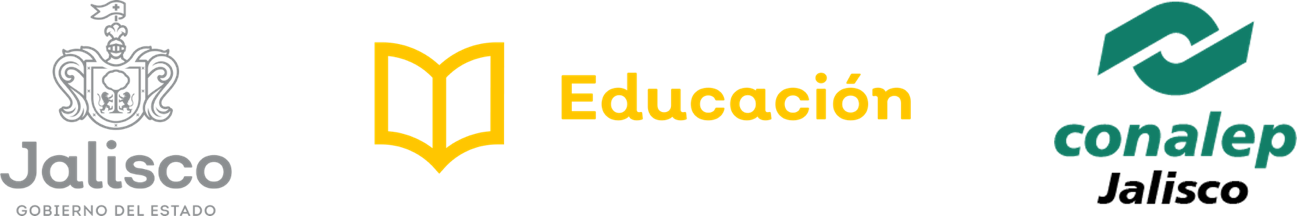 Jalisco
GOBIERNO DEL ESTADO
Educación
conalep
Jalisco